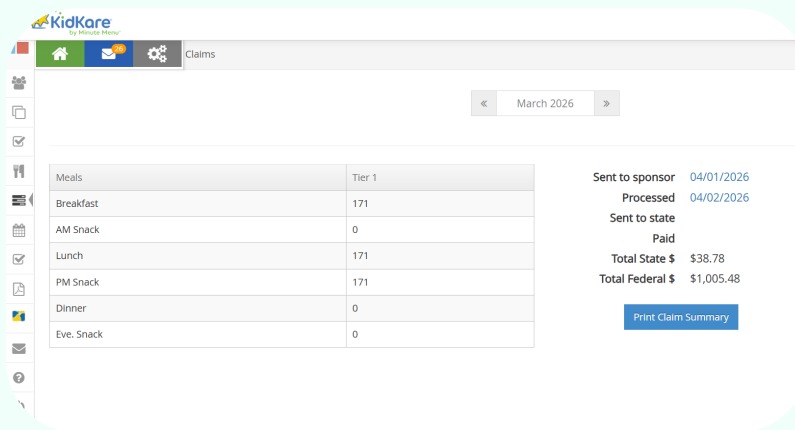 KidKare
by Minute Menu
26
Claims
« March 2026 »
Meals Tier 1
Breakfast 171
AM Snack 0
Lunch 171
PM Snack 171
Dinner 0
Eve. Snack 0
Sent to sponsor 04/01/2026
Processed 04/02/2026
Sent to state
Paid
Total State $ $38.78
Total Federal $ $1,005.48
Print Claim Summary